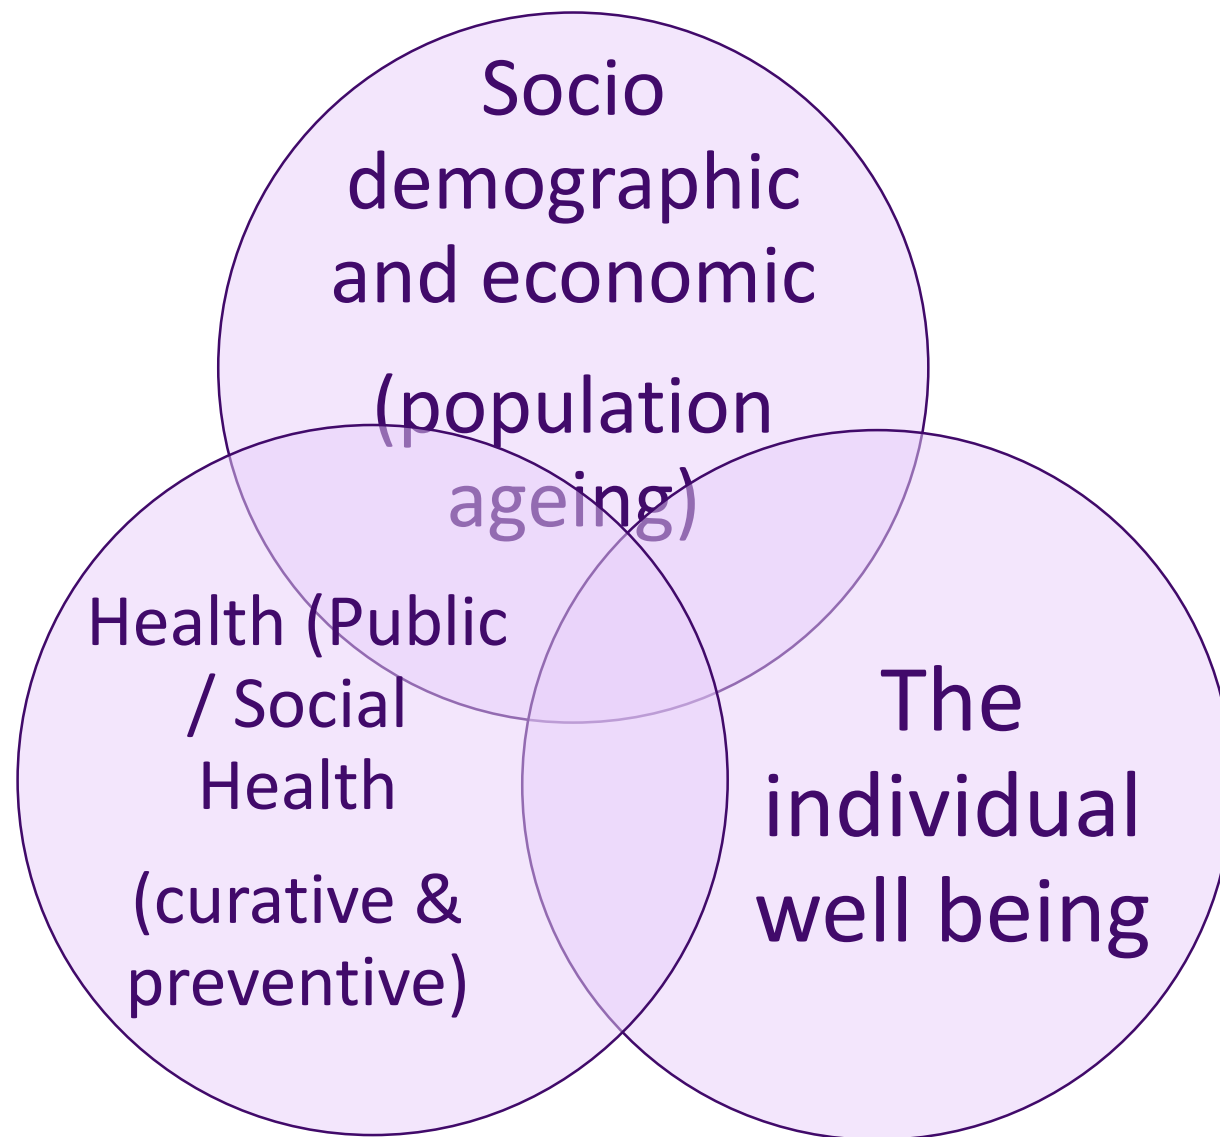 Socio
demographic
and economic
(population
ageing)
Health (Public
/ Social
Health
(curative &
preventive)
The
individual
well being